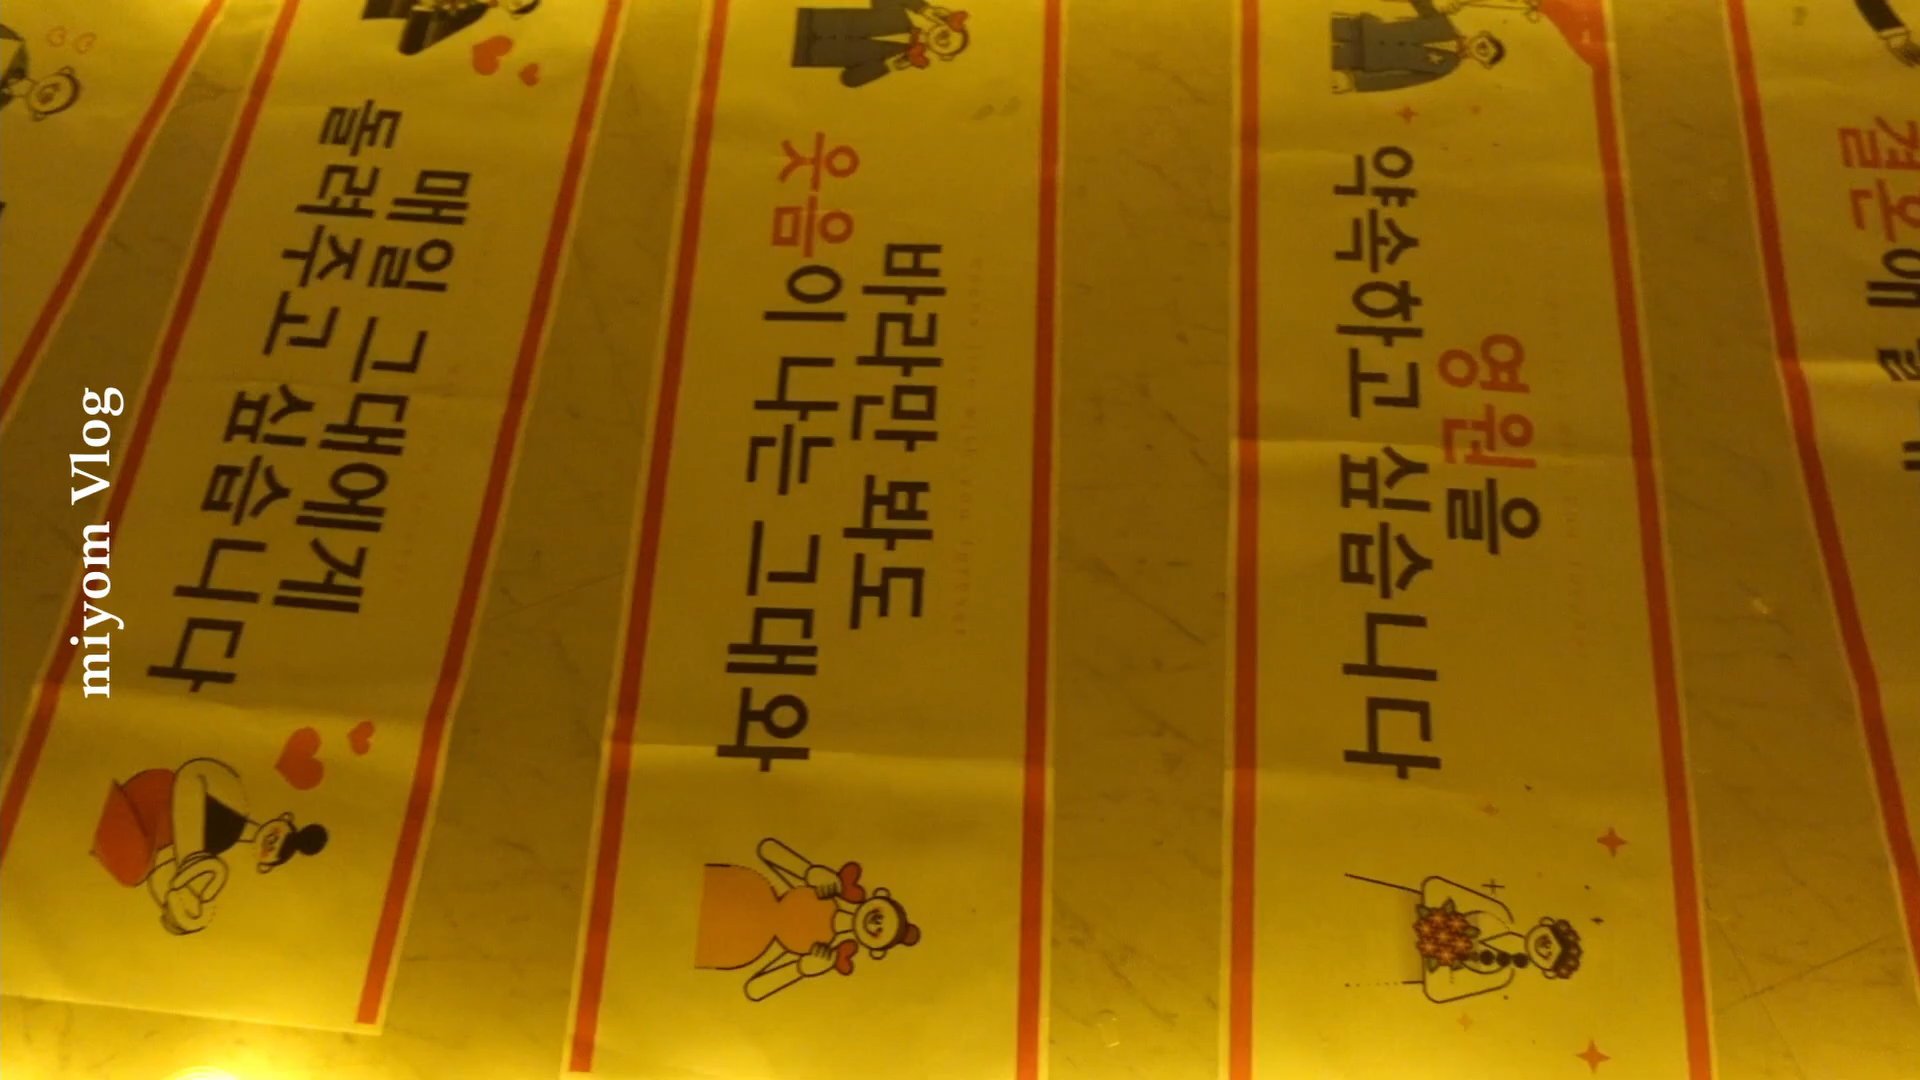 매일 그대에게
돌려주고 싶습니다
바라만 봐도
웃음이 나는 그대와
영원을
약속하고 싶습니다
결혼에
miyom Vlog